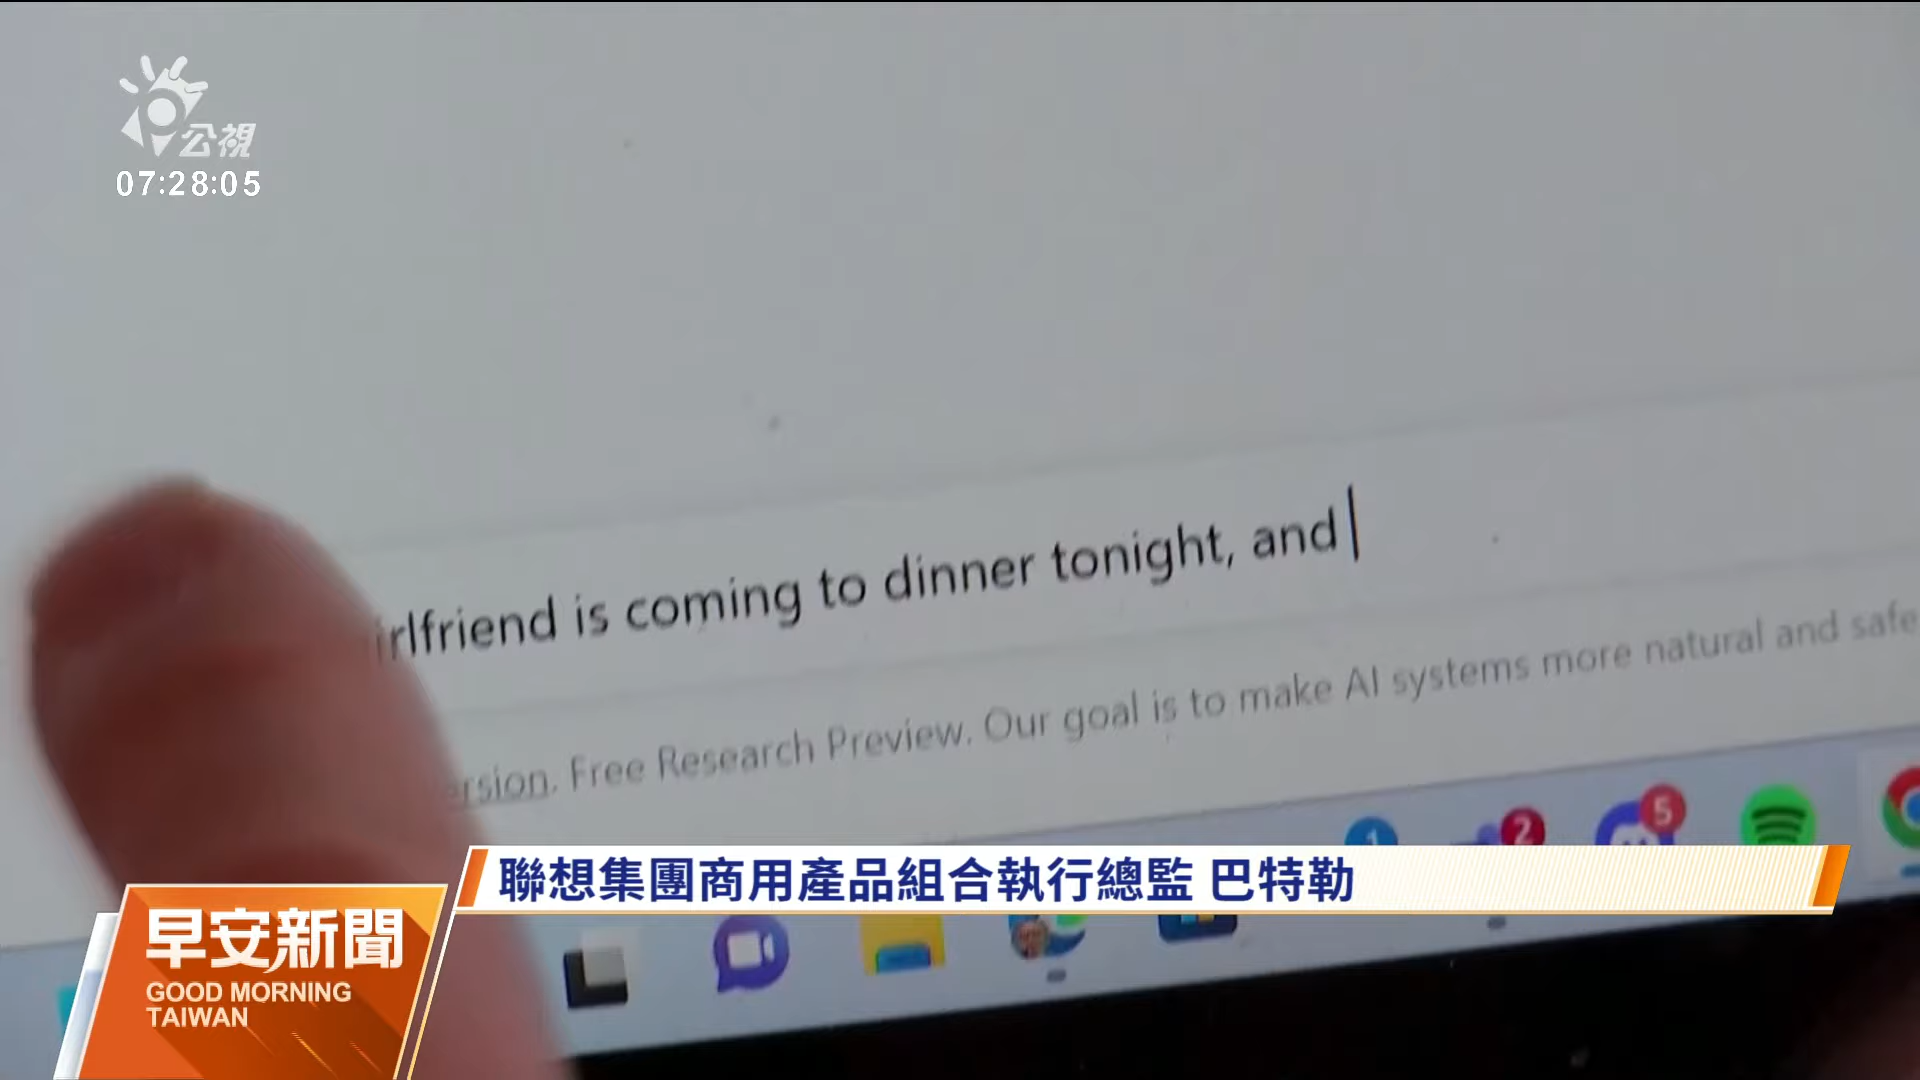 公視
07:28:05
irlfriend is coming to dinner tonight, and
ersion. Free Research Preview. Our goal is to make AI systems more natural and safe
1
2
5
聯想集團商用產品組合執行總監 巴特勒
早安新聞
GOOD MORNING
TAIWAN